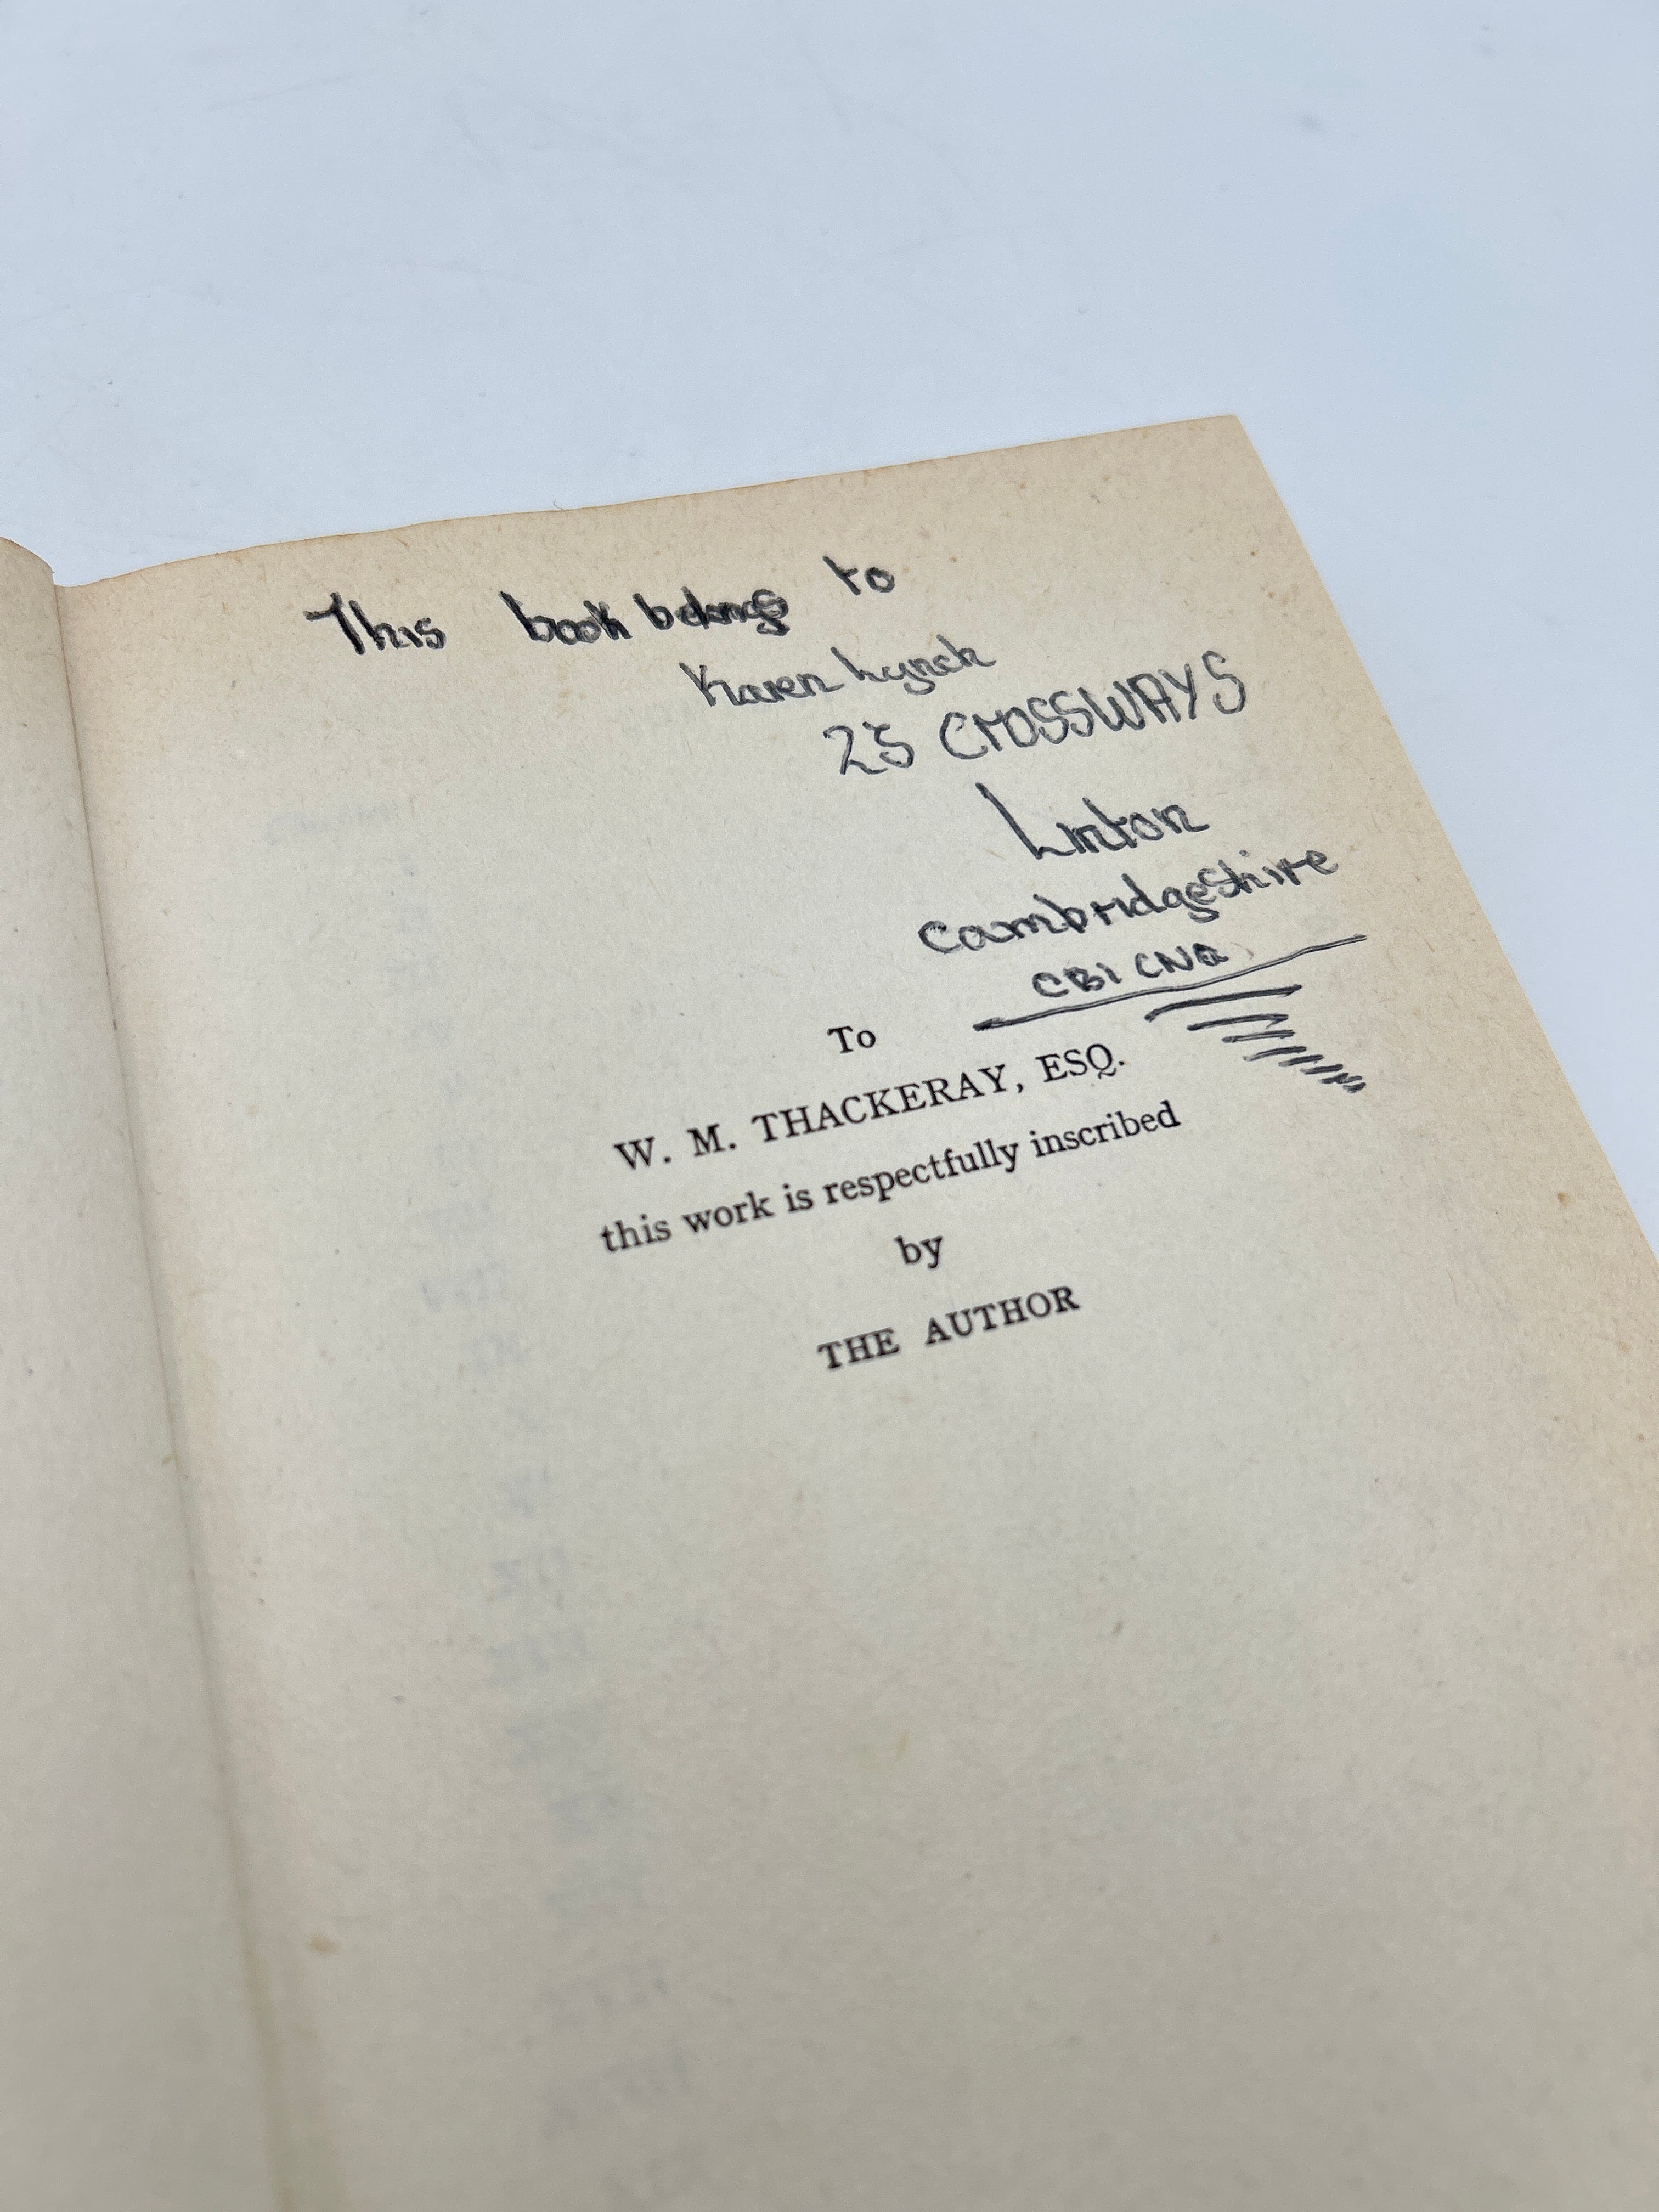 This book belongs to
Karen Lynch
25 CROSSWAYS
Linton
Cambridgeshire
CB1 CNQ
To
W. M. THACKERAY, ESQ.
this work is respectfully inscribed
by
THE AUTHOR